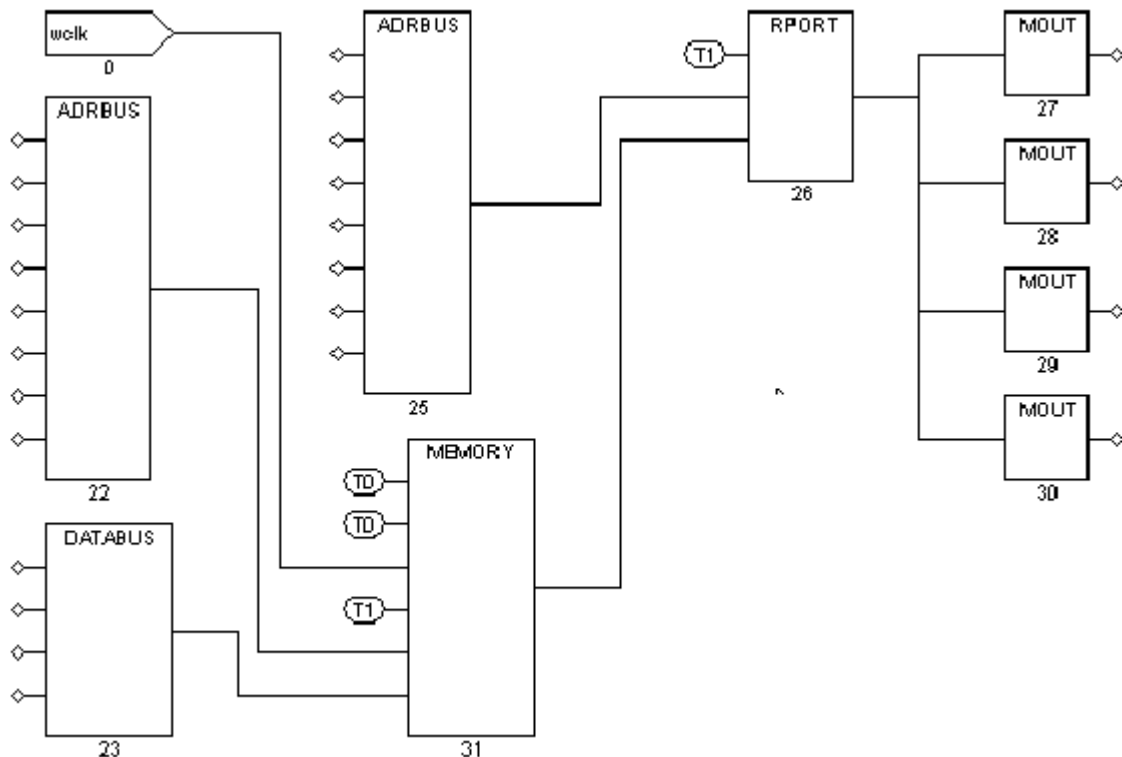 wclk
0
ADRBUS
22
DATABUS
23
ADRBUS
25
MEMORY
T0
T0
T1
31
RPORT
T1
26
MOUT
27
MOUT
28
MOUT
29
MOUT
30